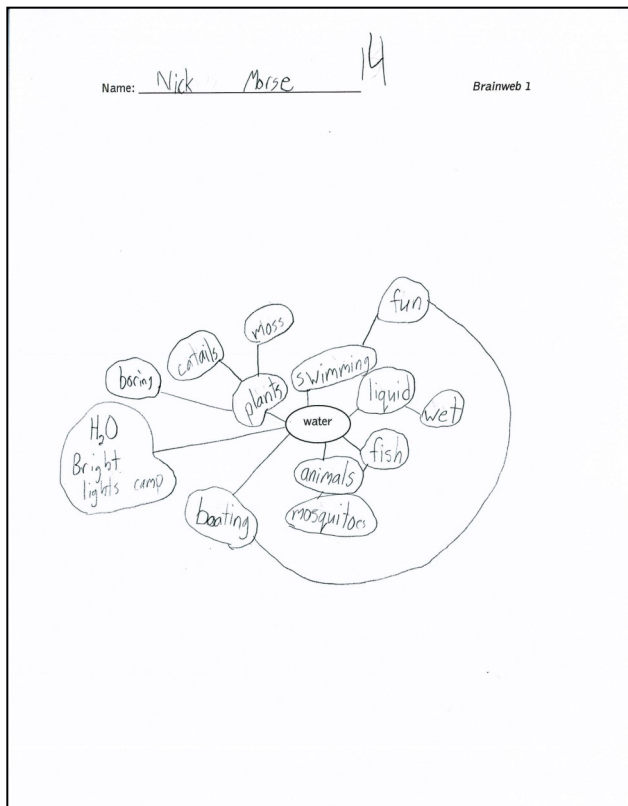 Name: Nick Morse
14
Brainweb 1
fun
moss
catails
swimming
boring
plants
liquid
wet
water
H₂O
Bright
lights camp
fish
animals
boating
mosquitoes